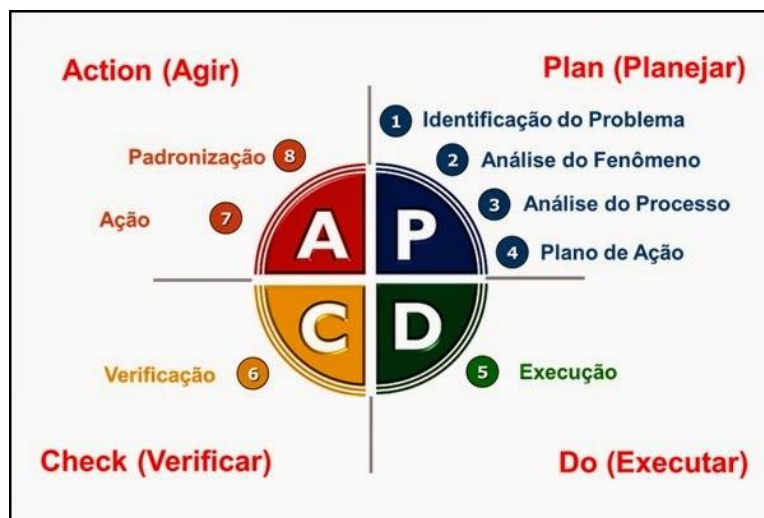 Action (Agir)
Plan (Planejar)
1 Identificação do Problema
2 Análise do Fenômeno
3 Análise do Processo
4 Plano de Ação
Padronização 8
Ação 7
A P
C D
Verificação 6
5 Execução
Check (Verificar)
Do (Executar)